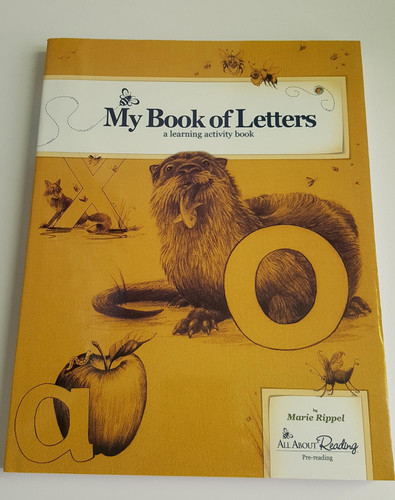 My Book of Letters
a learning activity book
X
O
a
by
Marie Rippel
ALL ABOUT Reading
Pre-reading